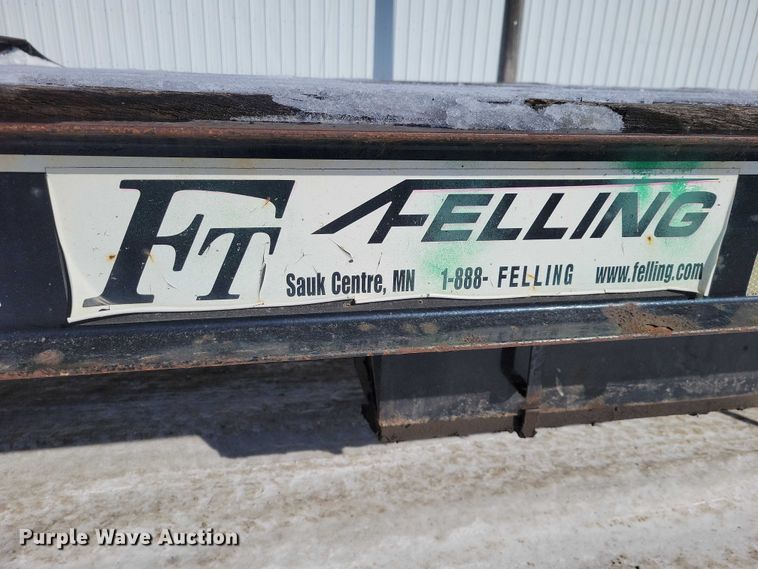 FT FELLING
Sauk Centre, MN 1-888- FELLING www.felling.com
Purple Wave Auction